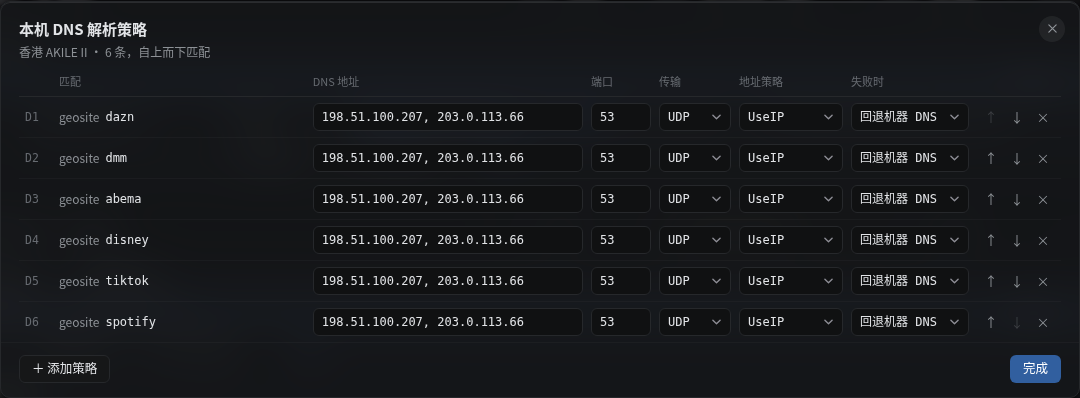 本机 DNS 解析策略
香港 AKILE II • 6 条，自上而下匹配
匹配 DNS 地址 端口 传输 地址策略 失败时
D1 geosite dazn 198.51.100.207, 203.0.113.66 53 UDP UseIP 回退机器 DNS ↑ ↓ ×
D2 geosite dmm 198.51.100.207, 203.0.113.66 53 UDP UseIP 回退机器 DNS ↑ ↓ ×
D3 geosite abema 198.51.100.207, 203.0.113.66 53 UDP UseIP 回退机器 DNS ↑ ↓ ×
D4 geosite disney 198.51.100.207, 203.0.113.66 53 UDP UseIP 回退机器 DNS ↑ ↓ ×
D5 geosite tiktok 198.51.100.207, 203.0.113.66 53 UDP UseIP 回退机器 DNS ↑ ↓ ×
D6 geosite spotify 198.51.100.207, 203.0.113.66 53 UDP UseIP 回退机器 DNS ↑ ↓ ×
＋ 添加策略 完成